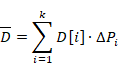 D̅ = ∑_{i=1}^{k} D[i] · ΔP_i